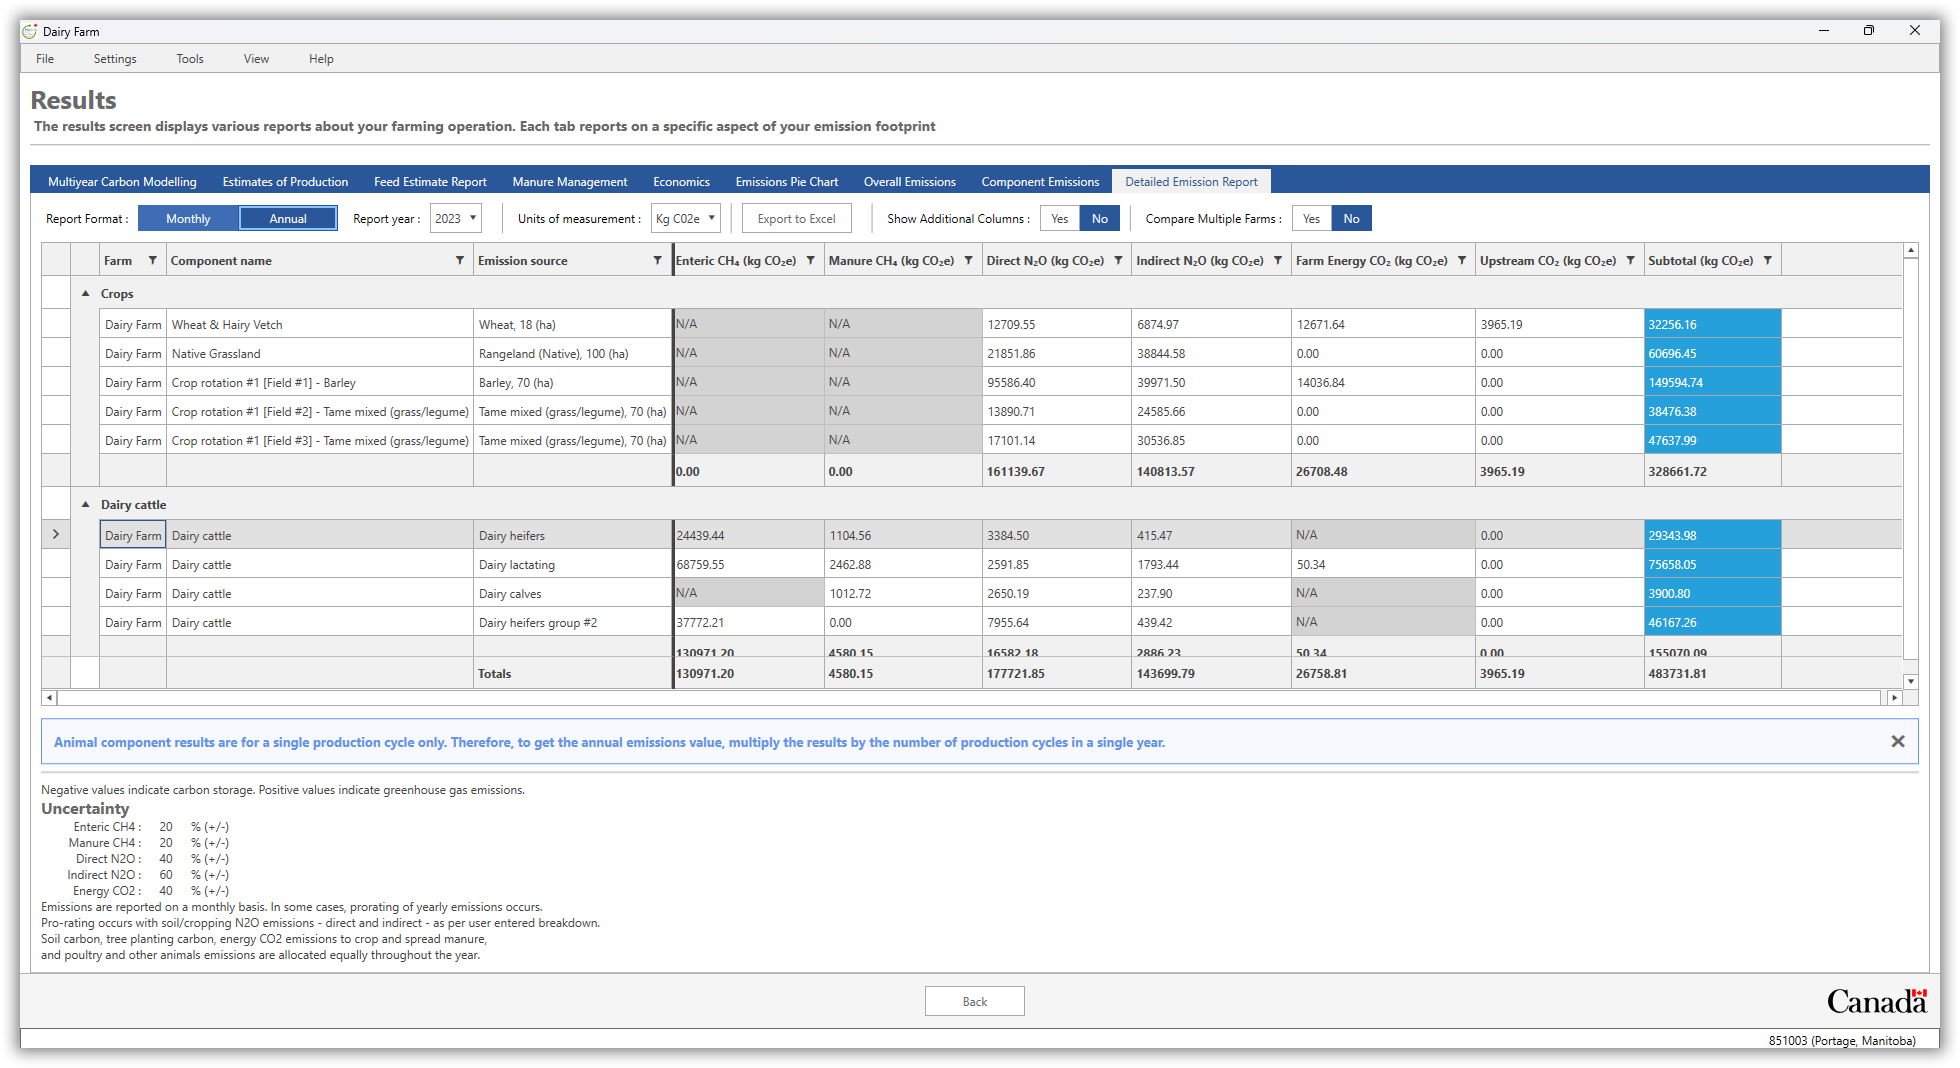 Dairy Farm
File Settings Tools View Help
Results
The results screen displays various reports about your farming operation. Each tab reports on a specific aspect of your emission footprint
Multiyear Carbon Modelling Estimates of Production Feed Estimate Report Manure Management Economics Emissions Pie Chart Overall Emissions Component Emissions Detailed Emission Report
Report Format : Monthly Annual Report year : 2023 Units of measurement : Kg C02e Export to Excel Show Additional Columns : Yes No Compare Multiple Farms : Yes No
Farm Component name Emission source Enteric CH₄ (kg CO₂e) Manure CH₄ (kg CO₂e) Direct N₂O (kg CO₂e) Indirect N₂O (kg CO₂e) Farm Energy CO₂ (kg CO₂e) Upstream CO₂ (kg CO₂e) Subtotal (kg CO₂e)
Crops
Dairy Farm Wheat & Hairy Vetch Wheat, 18 (ha) N/A N/A 12709.55 6874.97 12671.64 3965.19 32256.16
Dairy Farm Native Grassland Rangeland (Native), 100 (ha) N/A N/A 21851.86 38844.58 0.00 0.00 60696.45
Dairy Farm Crop rotation #1 [Field #1] - Barley Barley, 70 (ha) N/A N/A 95586.40 39971.50 14036.84 0.00 149594.74
Dairy Farm Crop rotation #1 [Field #2] - Tame mixed (grass/legume) Tame mixed (grass/legume), 70 (ha) N/A N/A 13890.71 24585.66 0.00 0.00 38476.38
Dairy Farm Crop rotation #1 [Field #3] - Tame mixed (grass/legume) Tame mixed (grass/legume), 70 (ha) N/A N/A 17101.14 30536.85 0.00 0.00 47637.99
0.00 0.00 161139.67 140813.57 26708.48 3965.19 328661.72
Dairy cattle
Dairy Farm Dairy cattle Dairy heifers 24439.44 1104.56 3384.50 415.47 N/A 0.00 29343.98
Dairy Farm Dairy cattle Dairy lactating 68759.55 2462.88 2591.85 1793.44 50.34 0.00 75658.05
Dairy Farm Dairy cattle Dairy calves N/A 1012.72 2650.19 237.90 N/A 0.00 3900.80
Dairy Farm Dairy cattle Dairy heifers group #2 37772.21 0.00 7955.64 439.42 N/A 0.00 46167.26
130971.20 4580.15 16582.18 2886.23 50.34 0.00 155070.09
Totals 130971.20 4580.15 177721.85 143699.79 26758.81 3965.19 483731.81
Animal component results are for a single production cycle only. Therefore, to get the annual emissions value, multiply the results by the number of production cycles in a single year.
Negative values indicate carbon storage. Positive values indicate greenhouse gas emissions.
Uncertainty
Enteric CH4 : 20 % (+/-)
Manure CH4 : 20 % (+/-)
Direct N2O : 40 % (+/-)
Indirect N2O : 60 % (+/-)
Energy CO2 : 40 % (+/-)
Emissions are reported on a monthly basis. In some cases, prorating of yearly emissions occurs.
Pro-rating occurs with soil/cropping N2O emissions - direct and indirect - as per user entered breakdown.
Soil carbon, tree planting carbon, energy CO2 emissions to crop and spread manure,
and poultry and other animals emissions are allocated equally throughout the year.
Back
Canada
851003 (Portage, Manitoba)